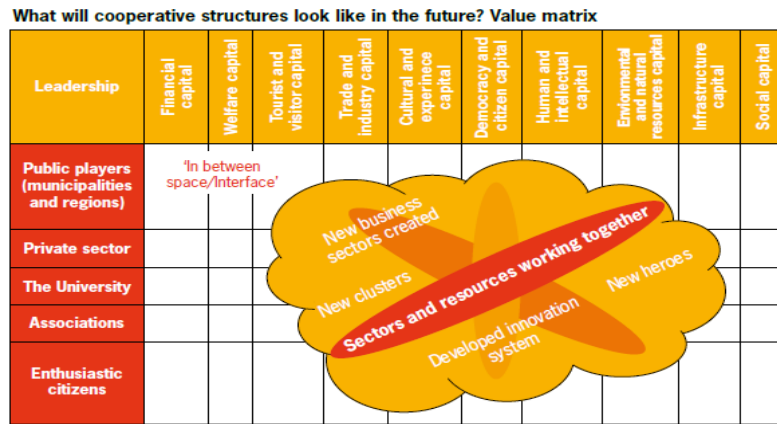 What will cooperative structures look like in the future? Value matrix
Leadership
Financial
capital
Welfare capital
Tourist and
visitor capital
Trade and
industry capital
Cultural and
experinece
capital
Democracy and
citizen capital
Human and
intellectual
capital
Envionmental
and natural
resources capital
Infrastructure
capital
Social capital
Public players
(municipalities
and regions)
'In between
space/Interface'
Private sector
The University
Associations
Enthusiastic
citizens
New business
sectors created
New clusters
Sectors and resources working together
New heroes
Developed innovation
system